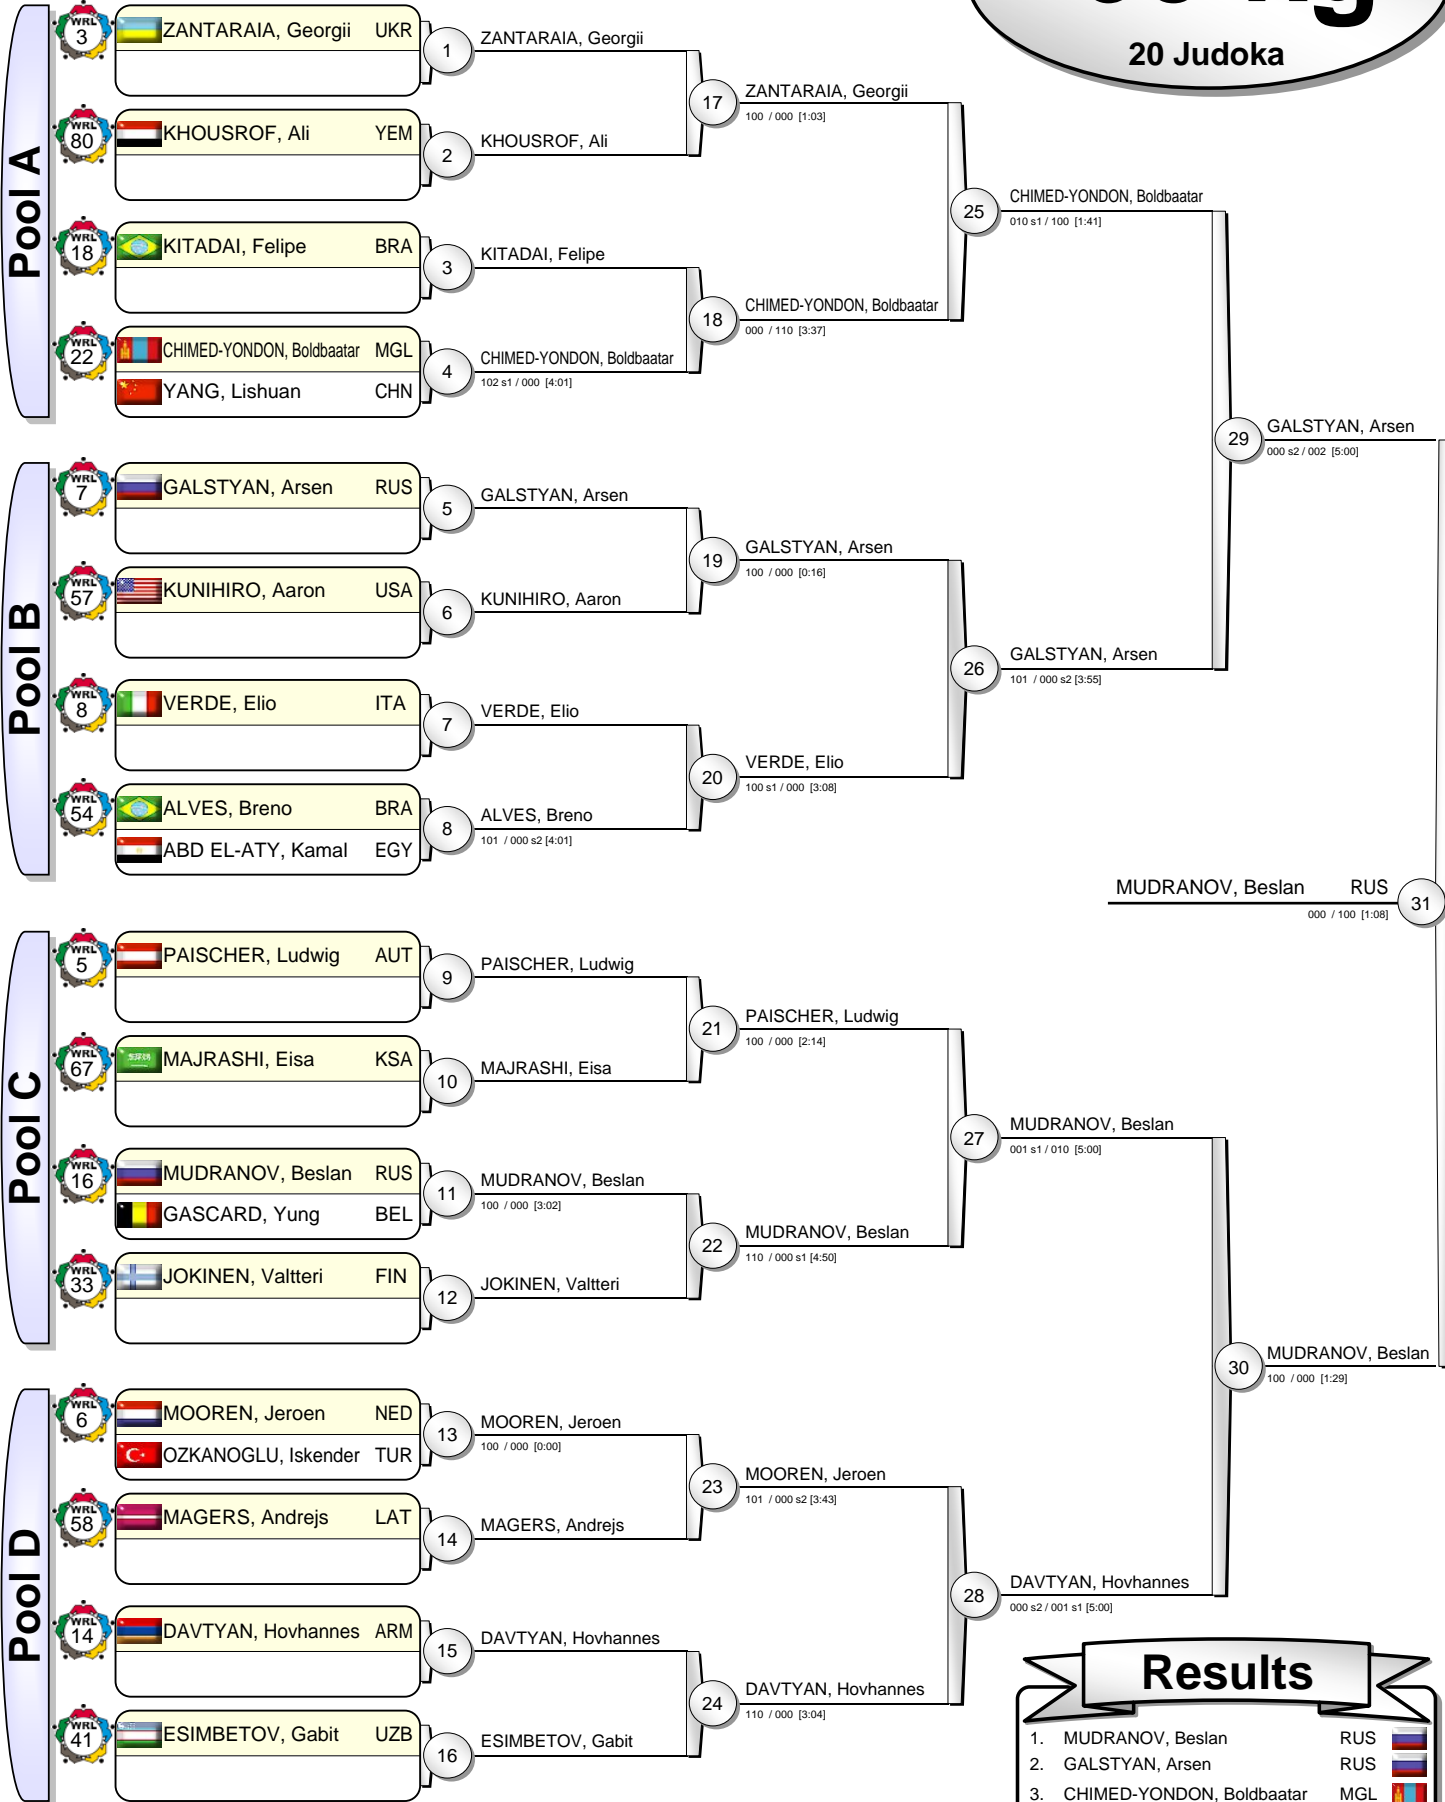 20 Judoka
Pool A
WRL 3
ZANTARAIA, Georgii UKR
1
ZANTARAIA, Georgii
WRL 80
KHOUSROF, Ali YEM
2
KHOUSROF, Ali
17
ZANTARAIA, Georgii
100 / 000 [1:03]
WRL 18
KITADAI, Felipe BRA
3
KITADAI, Felipe
WRL 22
CHIMED-YONDON, Boldbaatar MGL
YANG, Lishuan CHN
4
CHIMED-YONDON, Boldbaatar
102 s1 / 000 [4:01]
18
CHIMED-YONDON, Boldbaatar
000 / 110 [3:37]
25
CHIMED-YONDON, Boldbaatar
010 s1 / 100 [1:41]
Pool B
WRL 7
GALSTYAN, Arsen RUS
5
GALSTYAN, Arsen
WRL 57
KUNIHIRO, Aaron USA
6
KUNIHIRO, Aaron
19
GALSTYAN, Arsen
100 / 000 [0:16]
WRL 8
VERDE, Elio ITA
7
VERDE, Elio
WRL 54
ALVES, Breno BRA
ABD EL-ATY, Kamal EGY
8
ALVES, Breno
101 / 000 s2 [4:01]
20
VERDE, Elio
100 s1 / 000 [3:08]
26
GALSTYAN, Arsen
101 / 000 s2 [3:55]
29
GALSTYAN, Arsen
000 s2 / 002 [5:00]
MUDRANOV, Beslan RUS
000 / 100 [1:08]
31
Pool C
WRL 5
PAISCHER, Ludwig AUT
9
PAISCHER, Ludwig
WRL 67
MAJRASHI, Eisa KSA
10
MAJRASHI, Eisa
21
PAISCHER, Ludwig
100 / 000 [2:14]
WRL 16
MUDRANOV, Beslan RUS
GASCARD, Yung BEL
11
MUDRANOV, Beslan
100 / 000 [3:02]
WRL 33
JOKINEN, Valtteri FIN
12
JOKINEN, Valtteri
22
MUDRANOV, Beslan
110 / 000 s1 [4:50]
27
MUDRANOV, Beslan
001 s1 / 010 [5:00]
Pool D
WRL 6
MOOREN, Jeroen NED
OZKANOGLU, Iskender TUR
13
MOOREN, Jeroen
100 / 000 [0:00]
WRL 58
MAGERS, Andrejs LAT
14
MAGERS, Andrejs
23
MOOREN, Jeroen
101 / 000 s2 [3:43]
WRL 14
DAVTYAN, Hovhannes ARM
15
DAVTYAN, Hovhannes
WRL 41
ESIMBETOV, Gabit UZB
16
ESIMBETOV, Gabit
24
DAVTYAN, Hovhannes
110 / 000 [3:04]
28
DAVTYAN, Hovhannes
000 s2 / 001 s1 [5:00]
30
MUDRANOV, Beslan
100 / 000 [1:29]
Results
1. MUDRANOV, Beslan RUS
2. GALSTYAN, Arsen RUS
3. CHIMED-YONDON, Boldbaatar MGL